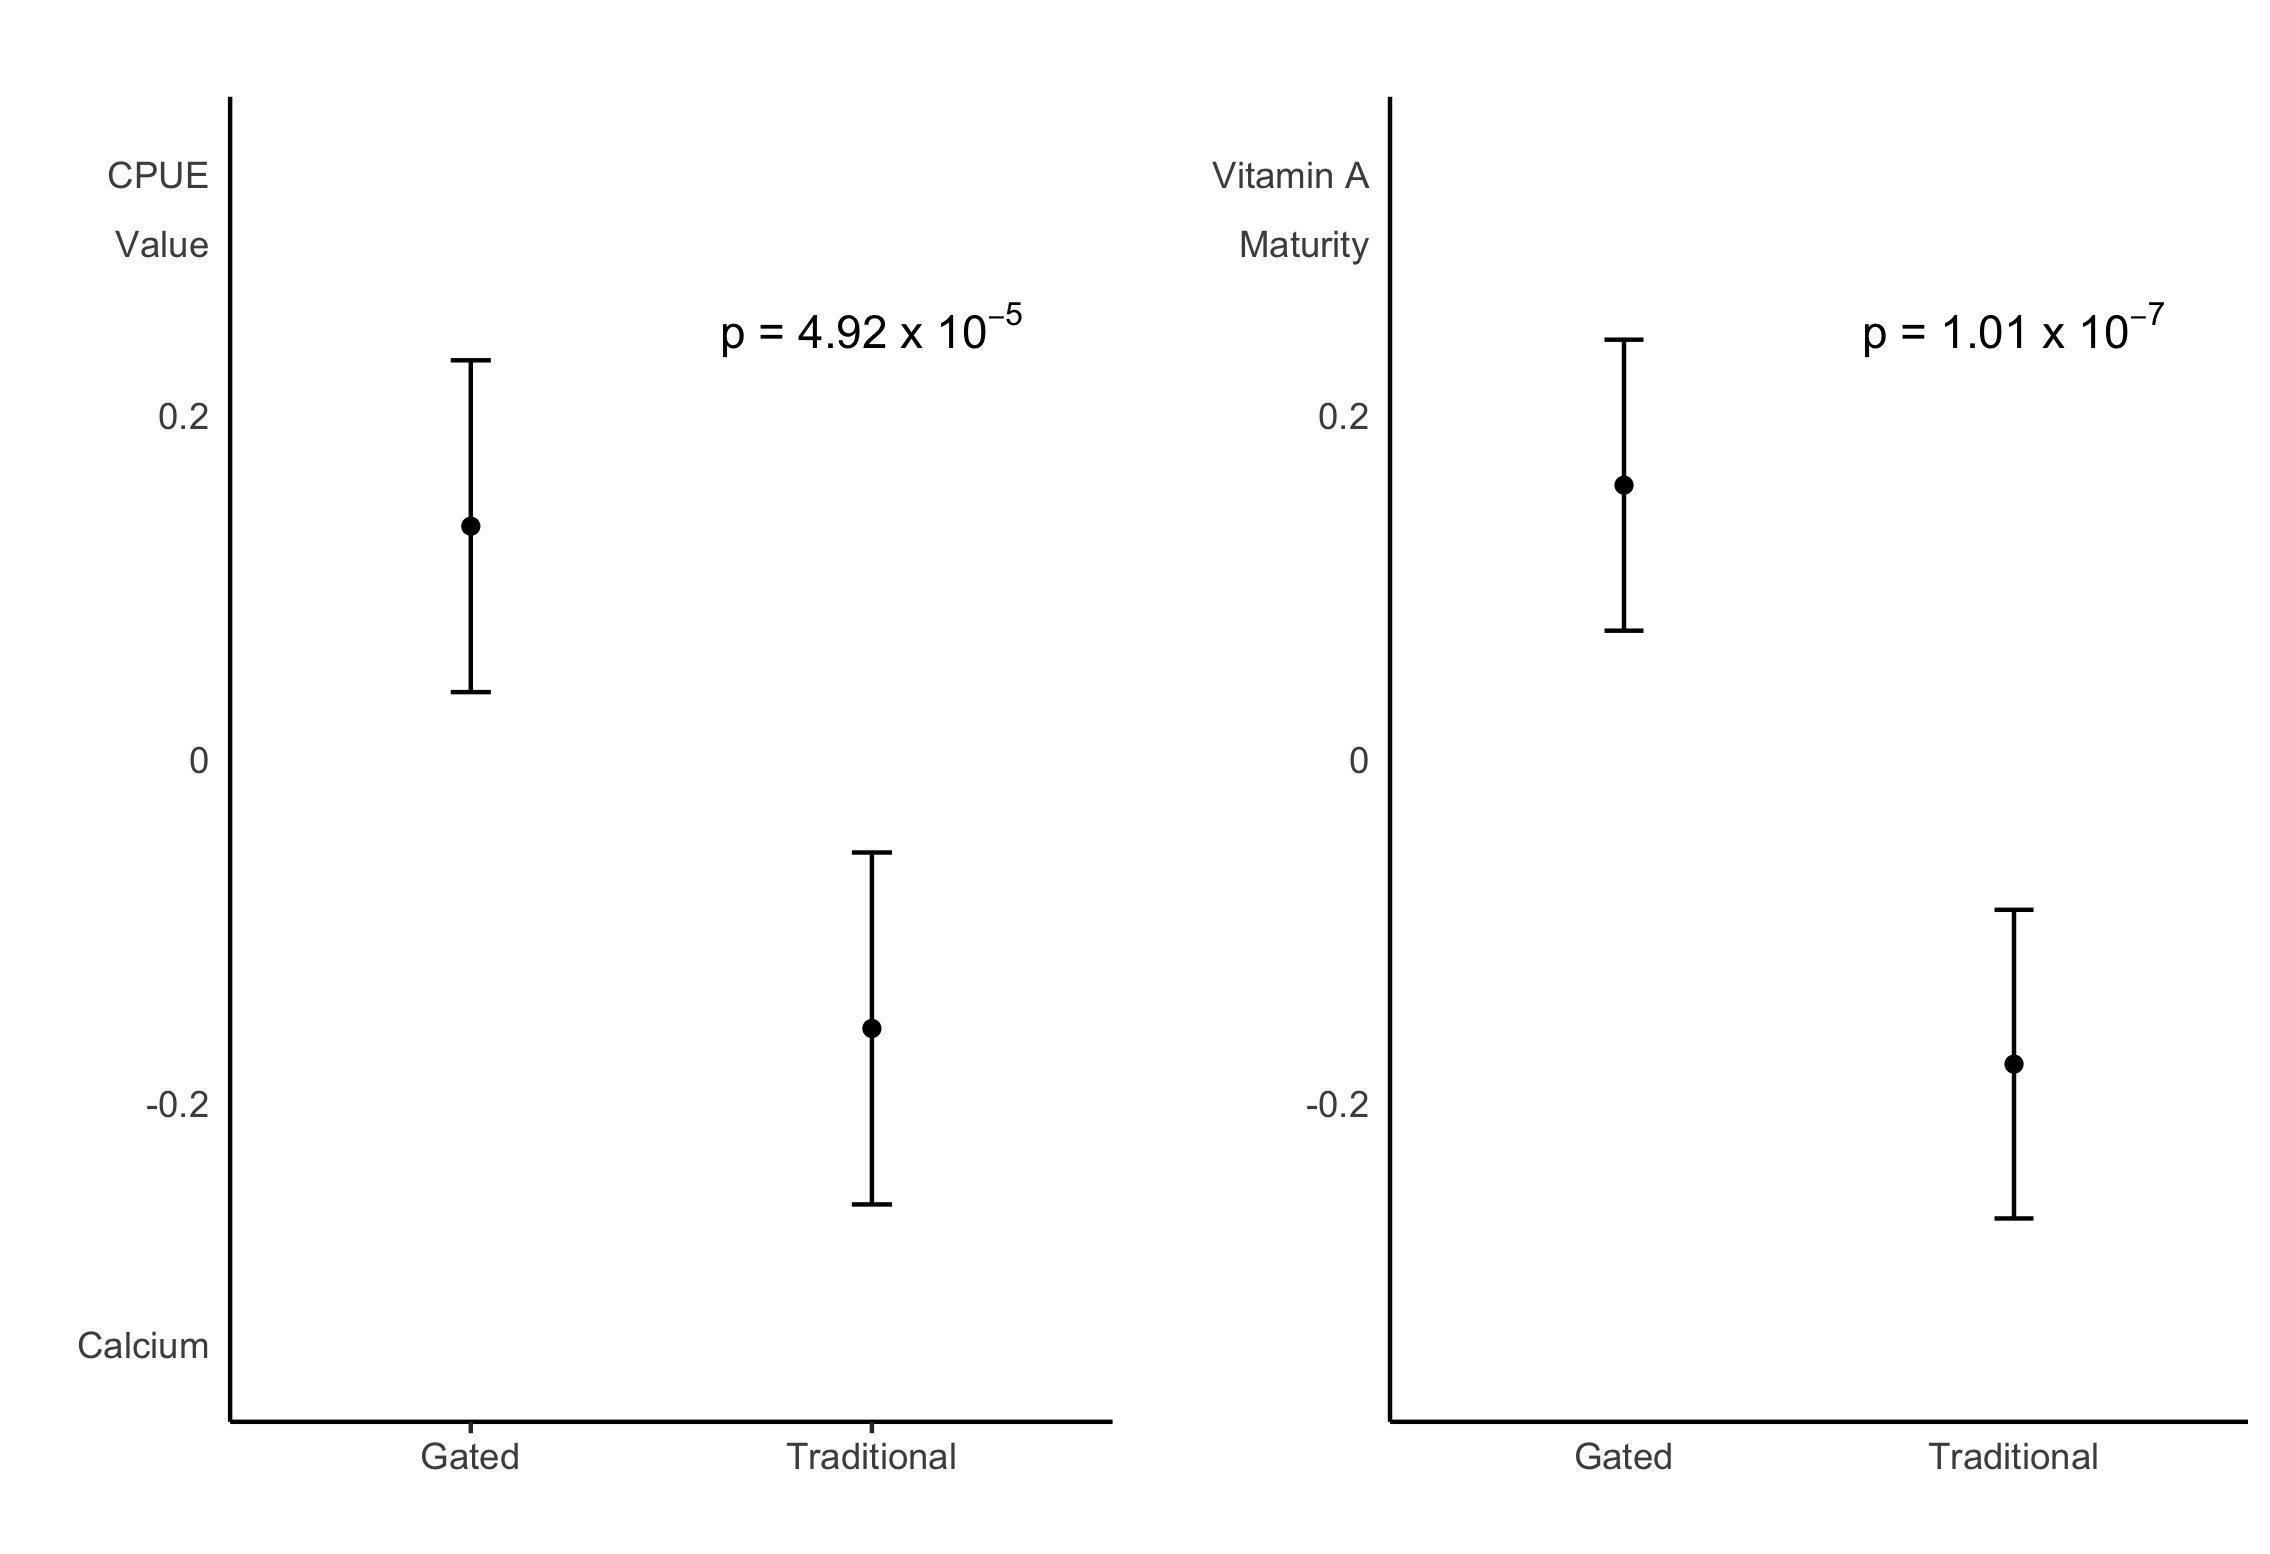 CPUE
Value
p = 4.92 x 10⁻⁵
0.2
0
-0.2
Calcium
Gated
Traditional
Vitamin A
Maturity
p = 1.01 x 10⁻⁷
0.2
0
-0.2
Gated
Traditional